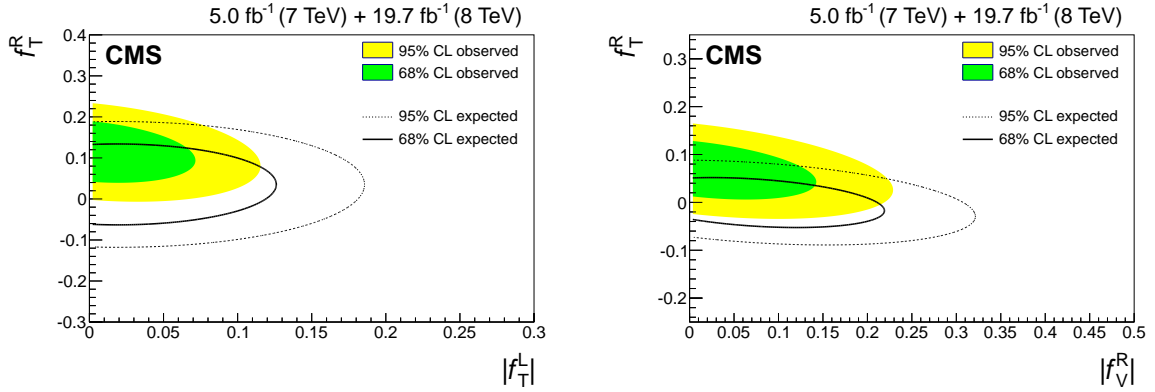 5.0 fb⁻¹ (7 TeV) + 19.7 fb⁻¹ (8 TeV)
CMS
95% CL observed
68% CL observed
95% CL expected
68% CL expected
f_T^R
0.4
0.3
0.2
0.1
0
-0.1
-0.2
-0.3
0 0.05 0.1 0.15 0.2 0.25 0.3
|f_T^L|
5.0 fb⁻¹ (7 TeV) + 19.7 fb⁻¹ (8 TeV)
CMS
95% CL observed
68% CL observed
95% CL expected
68% CL expected
f_T^R
0.3
0.2
0.1
0
-0.1
-0.2
0 0.05 0.1 0.15 0.2 0.25 0.3 0.35 0.4 0.45 0.5
|f_V^R|